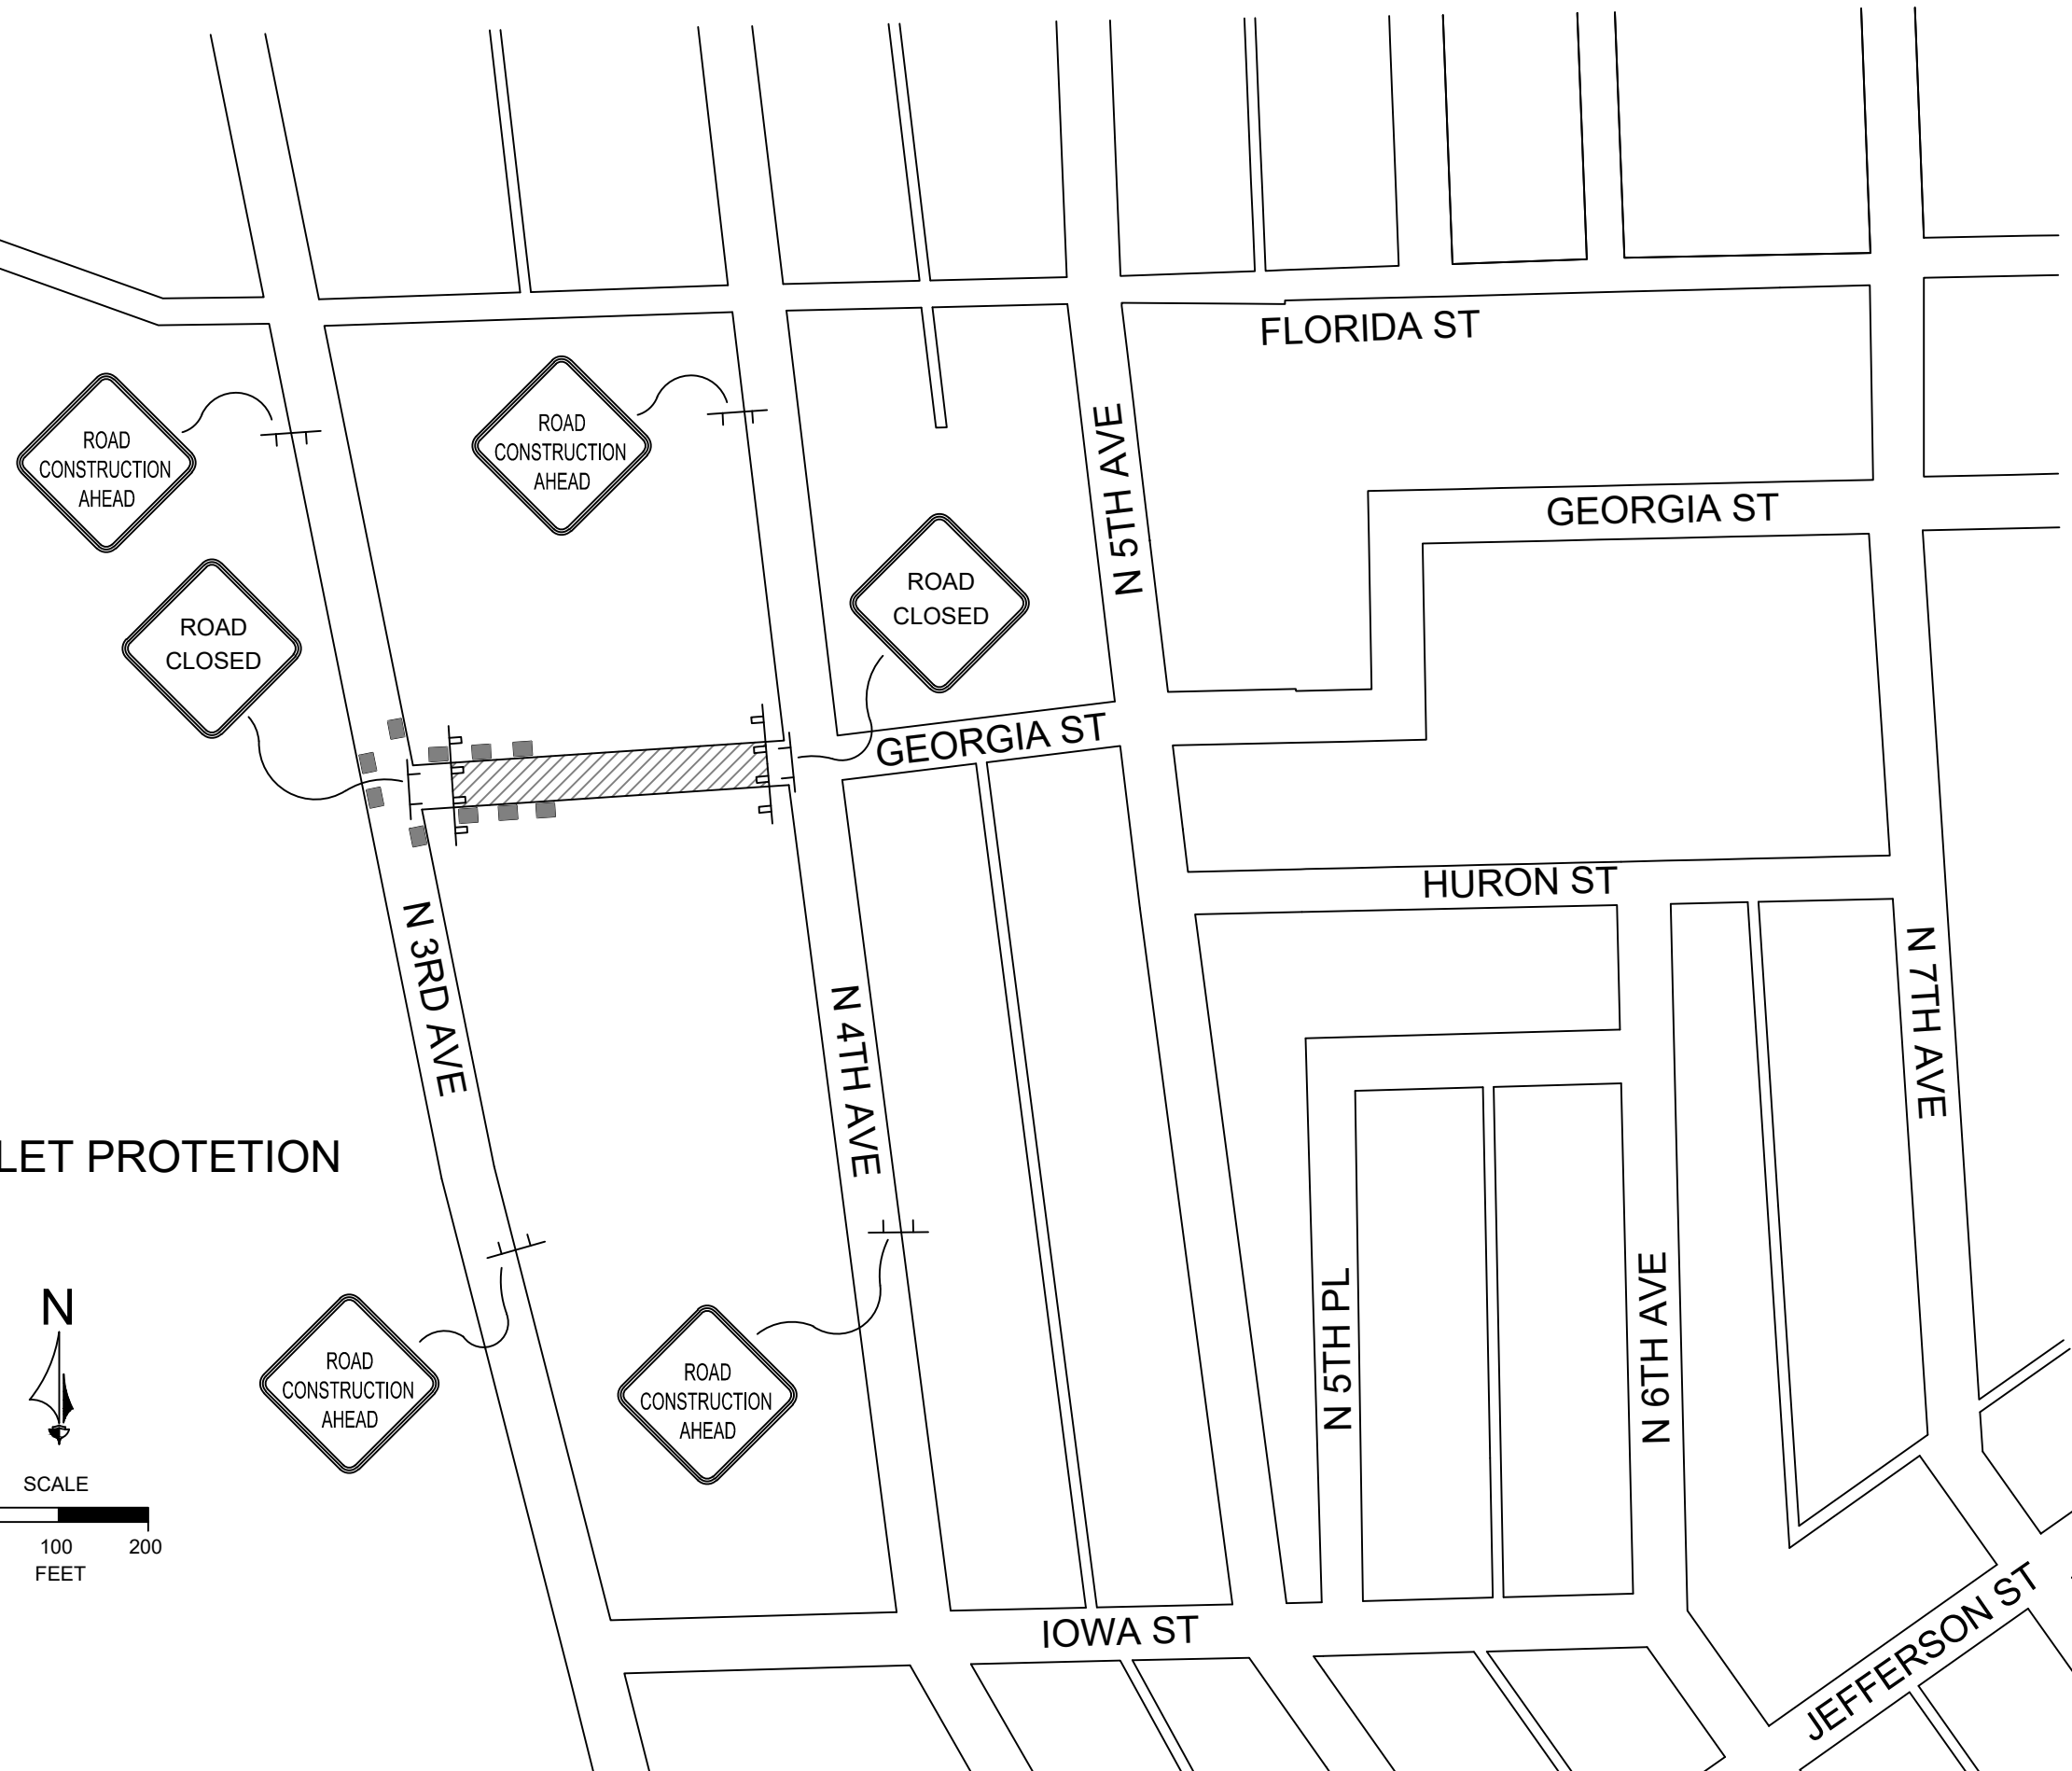 FLORIDA ST
ROAD
CONSTRUCTION
AHEAD
ROAD
CONSTRUCTION
AHEAD
N 5TH AVE
GEORGIA ST
ROAD
CLOSED
ROAD
CLOSED
GEORGIA ST
HURON ST
N 3RD AVE
N 4TH AVE
N 7TH AVE
LET PROTETION
N
N 5TH PL
N 6TH AVE
ROAD
CONSTRUCTION
AHEAD
ROAD
CONSTRUCTION
AHEAD
SCALE
100 200
FEET
IOWA ST
JEFFERSON ST